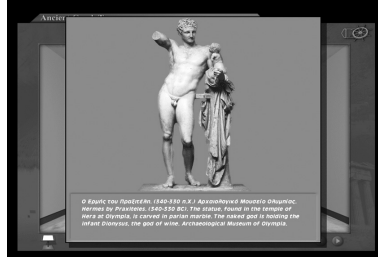 Ancien
Ο Ερμής του Πραξιτέλη. (340-330 π.Χ.) Αρχαιολογικό Μουσείο Ολυμπίας.
Hermes by Praxiteles. (340-330 BC). The statue, found in the temple of
Hera at Olympia, is carved in parian marble. The naked god is holding the
infant Dionysus, the god of wine. Archaeological Museum of Olympia.